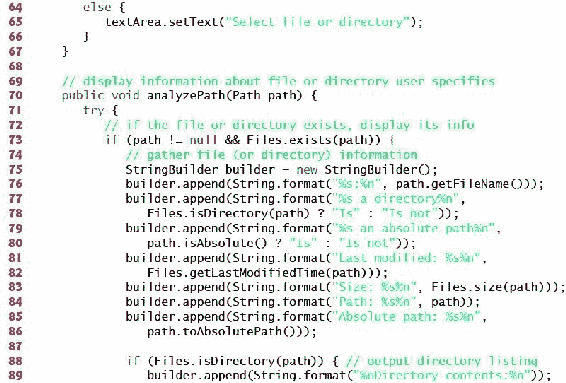 64 else {
65 textArea.setText("Select file or directory");
66 }
67 }
68
69 // display information about file or directory user specifies
70 public void analyzePath(Path path) {
71 try {
72 // if the file or directory exists, display its info
73 if (path != null && Files.exists(path)) {
74 // gather file (or directory) information
75 StringBuilder builder = new StringBuilder();
76 builder.append(String.format("%s:%n", path.getFileName()));
77 builder.append(String.format("%s a directory%n",
78 Files.isDirectory(path) ? "Is" : "Is not"));
79 builder.append(String.format("%s an absolute path%n",
80 path.isAbsolute() ? "Is" : "Is not"));
81 builder.append(String.format("Last modified: %s%n",
82 Files.getLastModifiedTime(path)));
83 builder.append(String.format("Size: %s%n", Files.size(path)));
84 builder.append(String.format("Path: %s%n", path));
85 builder.append(String.format("Absolute path: %s%n",
86 path.toAbsolutePath()));
87
88 if (Files.isDirectory(path)) { // output directory listing
89 builder.append(String.format("%nDirectory contents:%n"));